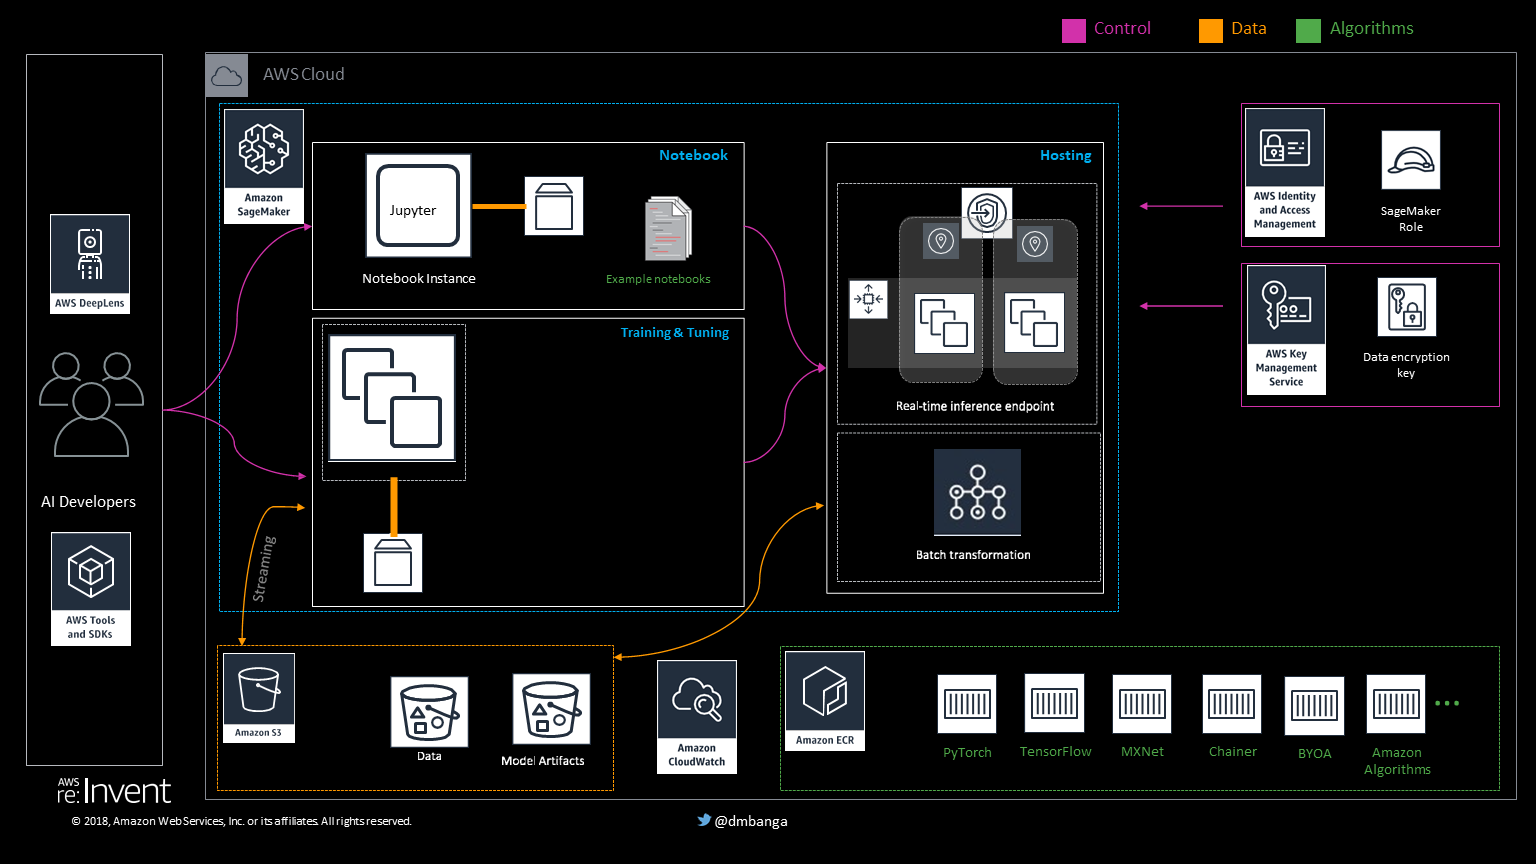 Control
Data
Algorithms
AWS Cloud
Amazon
SageMaker
Notebook
Jupyter
Notebook Instance
Example notebooks
Training & Tuning
Hosting
Real-time inference endpoint
Batch transformation
AWS Identity
and Access
Management
SageMaker
Role
AWS Key
Management
Service
Data encryption
key
AWS DeepLens
AI Developers
AWS Tools
and SDKs
Streaming
Amazon S3
Data
Model Artifacts
Amazon
CloudWatch
Amazon ECR
PyTorch
TensorFlow
MXNet
Chainer
BYOA
Amazon
Algorithms
...
AWS
re:Invent
© 2018, Amazon Web Services, Inc. or its affiliates. All rights reserved.
@dmbanga